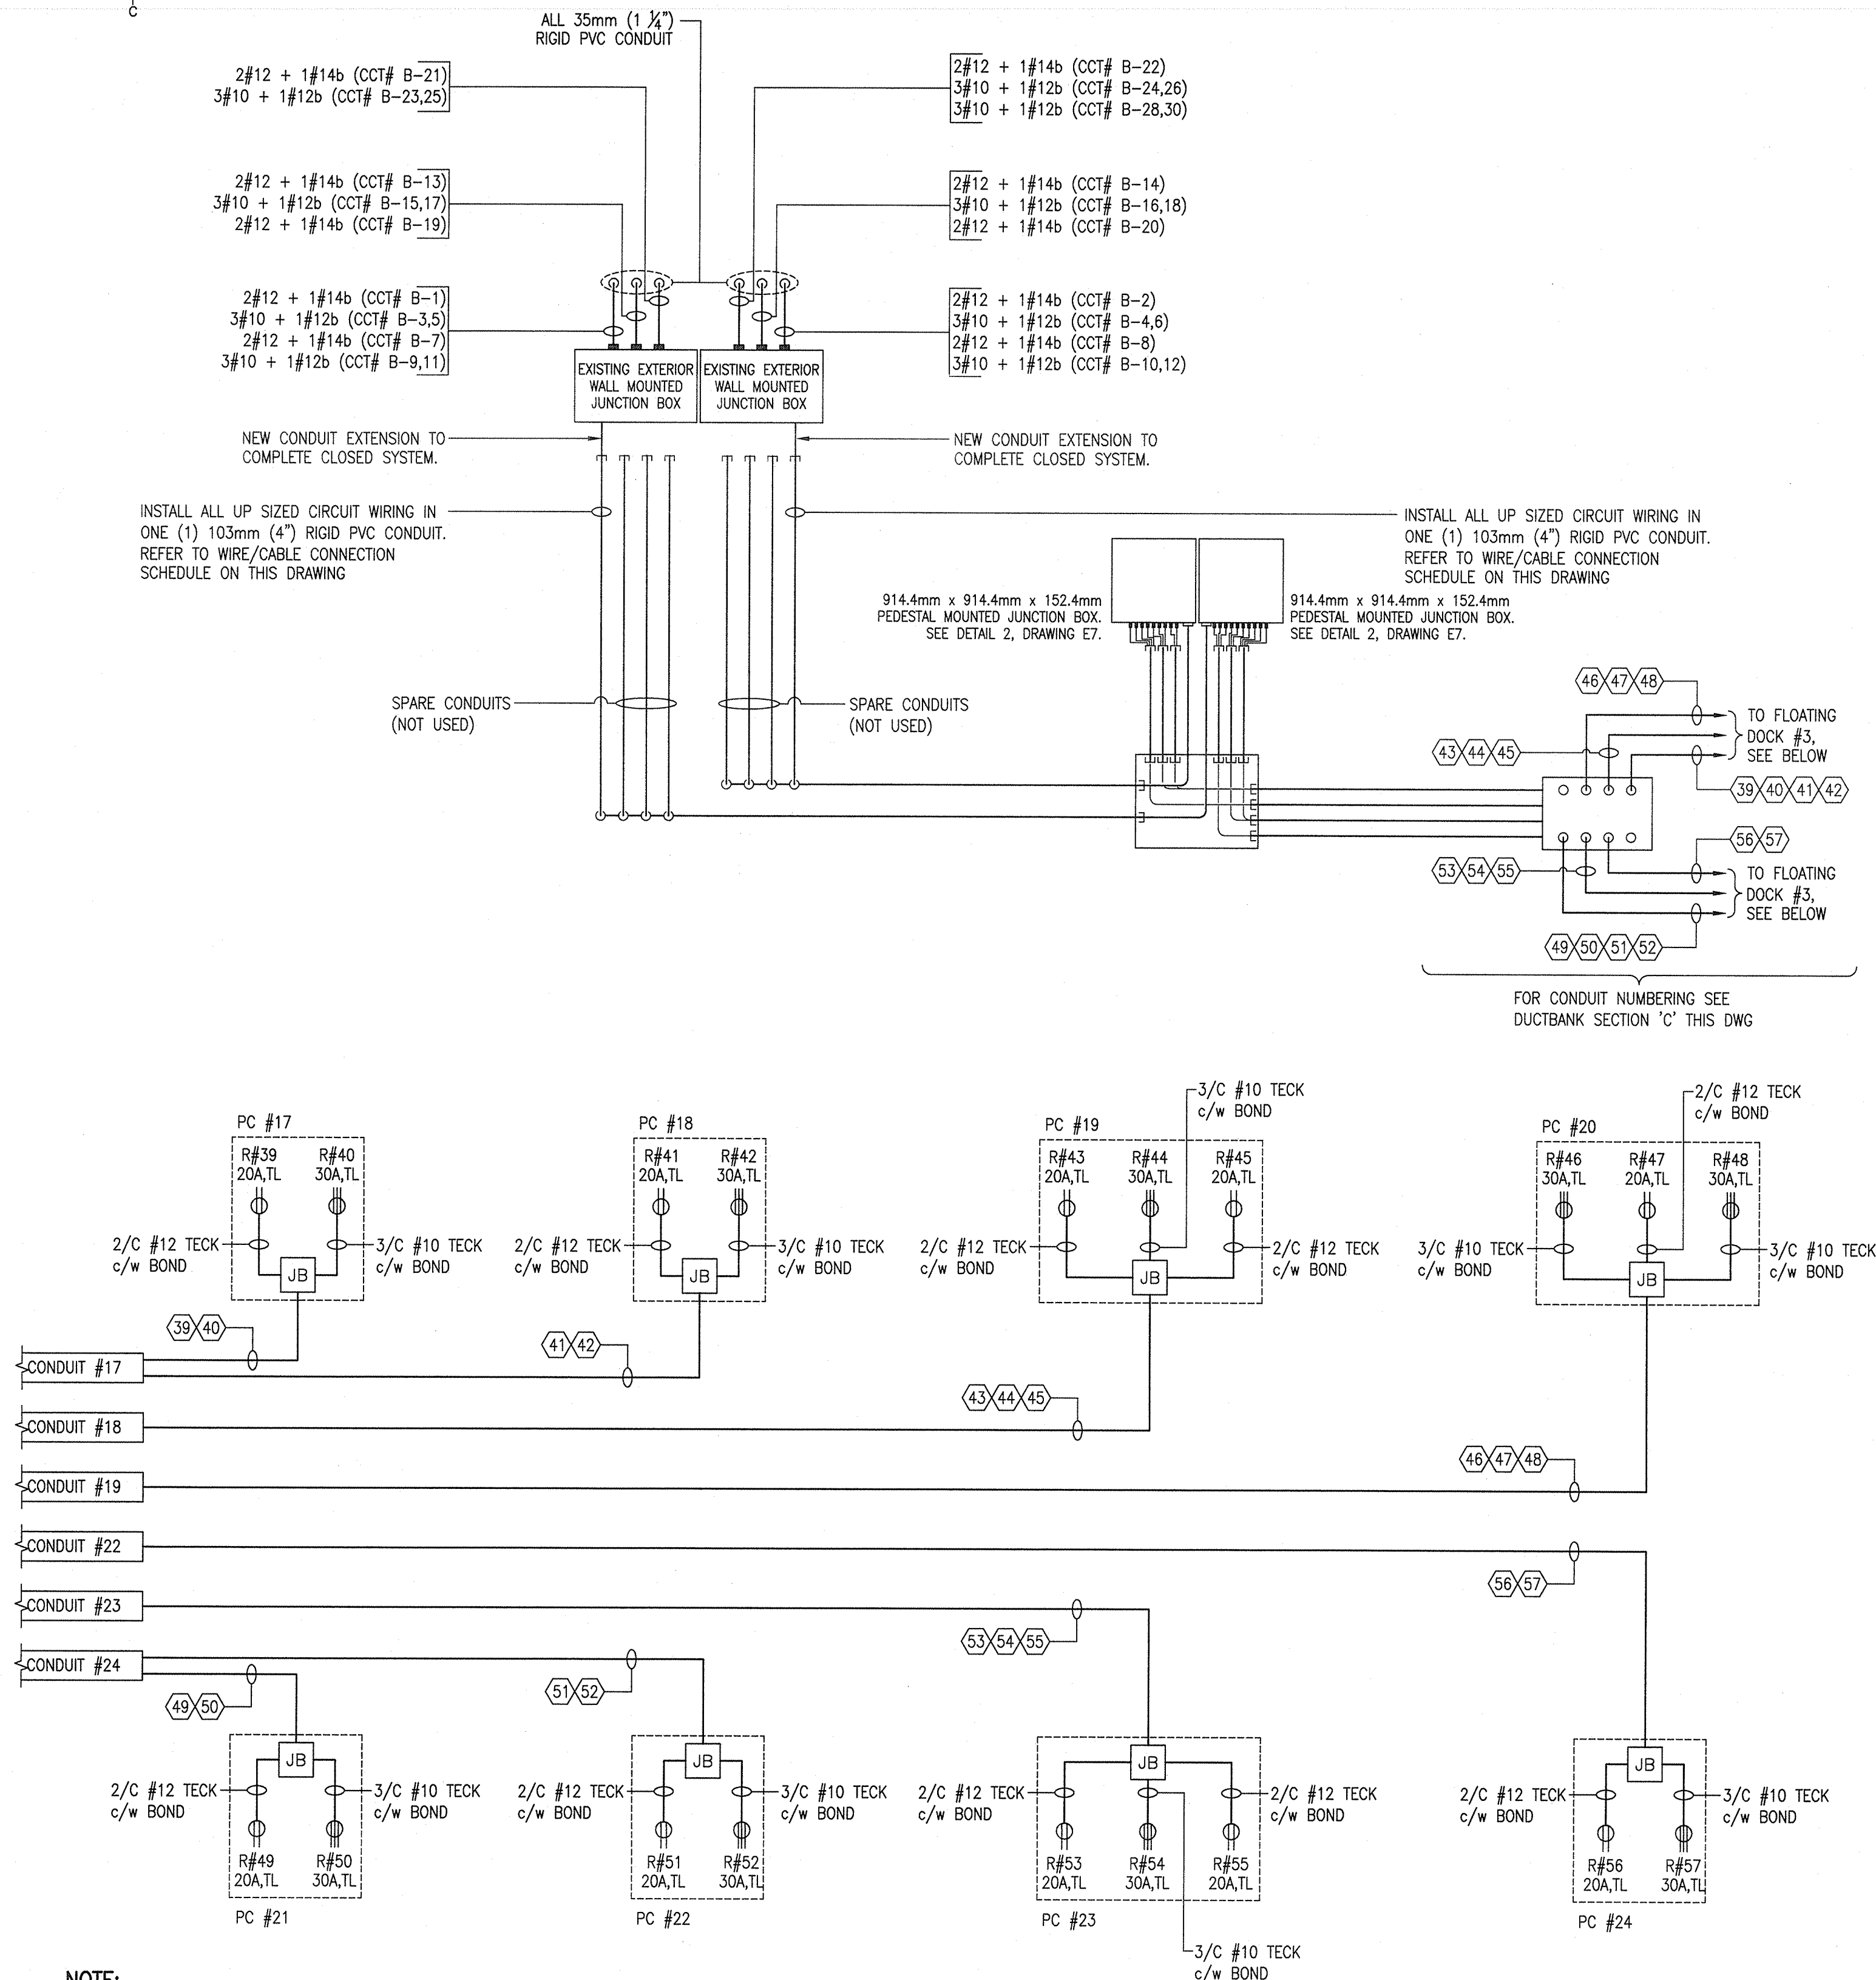 C
ALL 35mm (1 ¼")
RIGID PVC CONDUIT
2#12 + 1#14b (CCT# B-21)
3#10 + 1#12b (CCT# B-23,25)
2#12 + 1#14b (CCT# B-22)
3#10 + 1#12b (CCT# B-24,26)
3#10 + 1#12b (CCT# B-28,30)
2#12 + 1#14b (CCT# B-13)
3#10 + 1#12b (CCT# B-15,17)
2#12 + 1#14b (CCT# B-19)
2#12 + 1#14b (CCT# B-14)
3#10 + 1#12b (CCT# B-16,18)
2#12 + 1#14b (CCT# B-20)
2#12 + 1#14b (CCT# B-1)
3#10 + 1#12b (CCT# B-3,5)
2#12 + 1#14b (CCT# B-7)
3#10 + 1#12b (CCT# B-9,11)
2#12 + 1#14b (CCT# B-2)
3#10 + 1#12b (CCT# B-4,6)
2#12 + 1#14b (CCT# B-8)
3#10 + 1#12b (CCT# B-10,12)
EXISTING EXTERIOR
WALL MOUNTED
JUNCTION BOX
EXISTING EXTERIOR
WALL MOUNTED
JUNCTION BOX
NEW CONDUIT EXTENSION TO
COMPLETE CLOSED SYSTEM.
NEW CONDUIT EXTENSION TO
COMPLETE CLOSED SYSTEM.
INSTALL ALL UP SIZED CIRCUIT WIRING IN
ONE (1) 103mm (4") RIGID PVC CONDUIT.
REFER TO WIRE/CABLE CONNECTION
SCHEDULE ON THIS DRAWING
INSTALL ALL UP SIZED CIRCUIT WIRING IN
ONE (1) 103mm (4") RIGID PVC CONDUIT.
REFER TO WIRE/CABLE CONNECTION
SCHEDULE ON THIS DRAWING
914.4mm x 914.4mm x 152.4mm
PEDESTAL MOUNTED JUNCTION BOX.
SEE DETAIL 2, DRAWING E7.
914.4mm x 914.4mm x 152.4mm
PEDESTAL MOUNTED JUNCTION BOX.
SEE DETAIL 2, DRAWING E7.
SPARE CONDUITS
(NOT USED)
SPARE CONDUITS
(NOT USED)
46 47 48
TO FLOATING
DOCK #3,
SEE BELOW
43 44 45
39 40 41 42
56 57
53 54 55
TO FLOATING
DOCK #3,
SEE BELOW
49 50 51 52
FOR CONDUIT NUMBERING SEE
DUCTBANK SECTION 'C' THIS DWG
PC #17
R#39 R#40
20A,TL 30A,TL
2/C #12 TECK
c/w BOND
3/C #10 TECK
c/w BOND
JB
39 40
PC #18
R#41 R#42
20A,TL 30A,TL
2/C #12 TECK
c/w BOND
3/C #10 TECK
c/w BOND
JB
41 42
PC #19
3/C #10 TECK
c/w BOND
R#43 R#44 R#45
20A,TL 30A,TL 20A,TL
2/C #12 TECK
c/w BOND
2/C #12 TECK
c/w BOND
JB
43 44 45
PC #20
2/C #12 TECK
c/w BOND
R#46 R#47 R#48
30A,TL 20A,TL 30A,TL
3/C #10 TECK
c/w BOND
3/C #10 TECK
c/w BOND
JB
46 47 48
CONDUIT #17
CONDUIT #18
CONDUIT #19
CONDUIT #22
CONDUIT #23
CONDUIT #24
56 57
53 54 55
51 52
49 50
JB
2/C #12 TECK
c/w BOND
3/C #10 TECK
c/w BOND
R#49 R#50
20A,TL 30A,TL
PC #21
JB
2/C #12 TECK
c/w BOND
3/C #10 TECK
c/w BOND
R#51 R#52
20A,TL 30A,TL
PC #22
JB
2/C #12 TECK
c/w BOND
2/C #12 TECK
c/w BOND
R#53 R#54 R#55
20A,TL 30A,TL 20A,TL
PC #23
3/C #10 TECK
c/w BOND
JB
2/C #12 TECK
c/w BOND
3/C #10 TECK
c/w BOND
R#56 R#57
20A,TL 30A,TL
PC #24
NOTE: